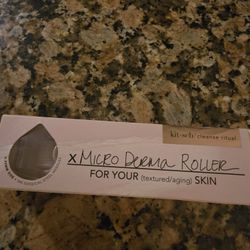 kit·sch cleanse ritual
x MICRO DERMA ROLLER
FOR YOUR (textured/aging) SKIN